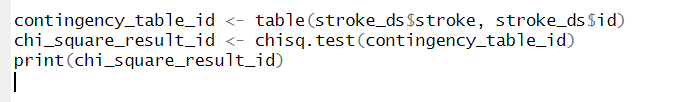 contingency_table_id <- table(stroke_ds$stroke, stroke_ds$id)
chi_square_result_id <- chisq.test(contingency_table_id)
print(chi_square_result_id)